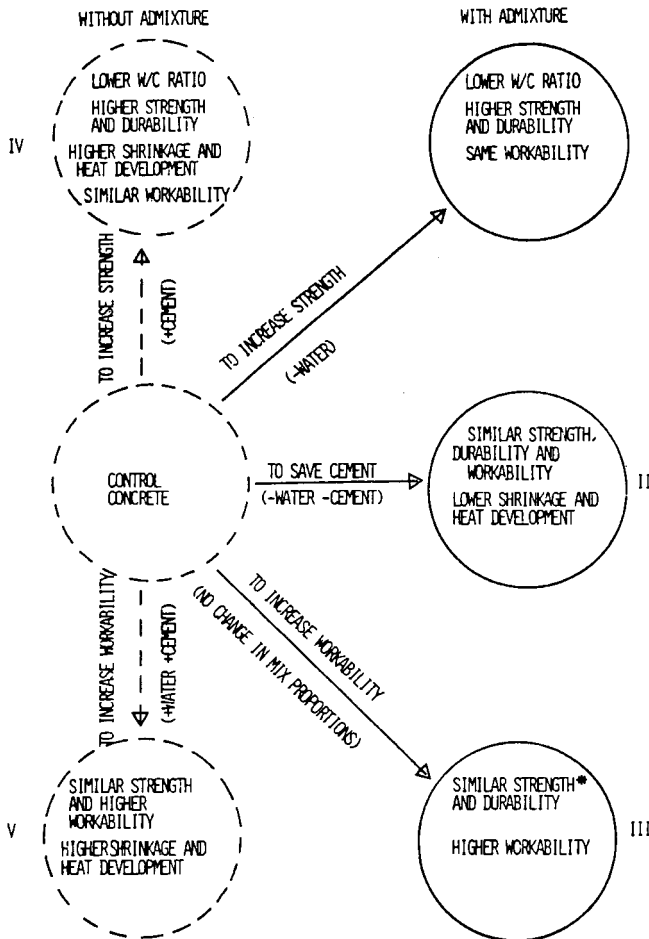 WITHOUT ADMIXTURE
WITH ADMIXTURE
IV
LOWER W/C RATIO
HIGHER STRENGTH
AND DURABILITY
HIGHER SHRINKAGE AND
HEAT DEVELOPMENT
SIMILAR WORKABILITY
LOWER W/C RATIO
HIGHER STRENGTH
AND DURABILITY
SAME WORKABILITY
TO INCREASE STRENGTH
(+CEMENT)
TO INCREASE STRENGTH
(-WATER)
CONTROL
CONCRETE
TO SAVE CEMENT
(-WATER -CEMENT)
SIMILAR STRENGTH,
DURABILITY AND
WORKABILITY
LOWER SHRINKAGE AND
HEAT DEVELOPMENT
II
TO INCREASE WORKABILITY
(+WATER +CEMENT)
TO INCREASE WORKABILITY
(NO CHANGE IN MIX PROPORTIONS)
V
SIMILAR STRENGTH
AND HIGHER
WORKABILITY
HIGHER SHRINKAGE AND
HEAT DEVELOPMENT
SIMILAR STRENGTH*
AND DURABILITY
HIGHER WORKABILITY
III